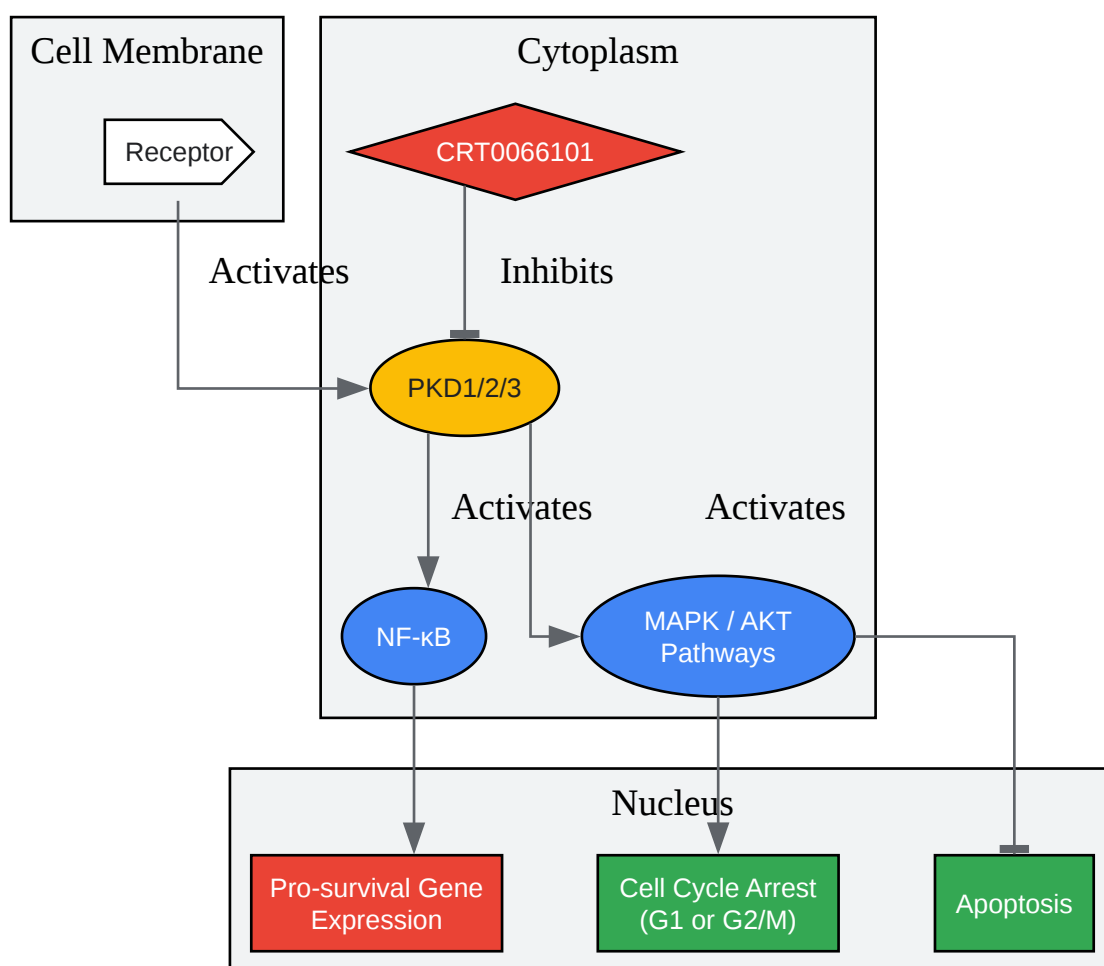 Cell Membrane
Cytoplasm
Receptor
CRT0066101
Activates
Inhibits
PKD1/2/3
Activates
Activates
NF-κB
MAPK / AKT
Pathways
Nucleus
Pro-survival Gene
Expression
Cell Cycle Arrest
(G1 or G2/M)
Apoptosis